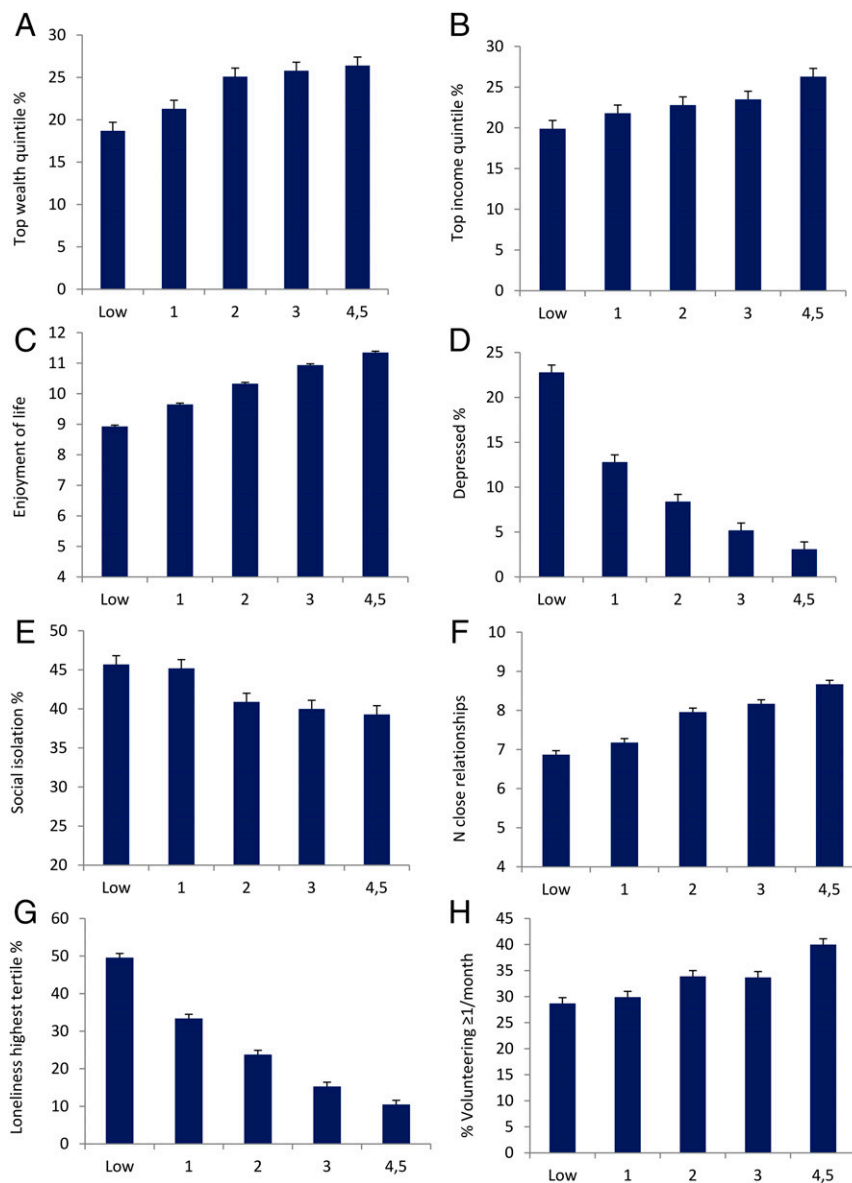 A
Top wealth quintile %
30
25
20
15
10
5
0
Low 1 2 3 4,5
B
Top income quintile %
30
25
20
15
10
5
0
Low 1 2 3 4,5
C
Enjoyment of life
12
11
10
9
8
7
6
5
4
Low 1 2 3 4,5
D
Depressed %
25
20
15
10
5
0
Low 1 2 3 4,5
E
Social isolation %
50
45
40
35
30
25
20
Low 1 2 3 4,5
F
N close relationships
10
9
8
7
6
5
4
Low 1 2 3 4,5
G
Loneliness highest tertile %
60
50
40
30
20
10
0
Low 1 2 3 4,5
H
% Volunteering ≥1/month
45
40
35
30
25
20
15
10
5
0
Low 1 2 3 4,5